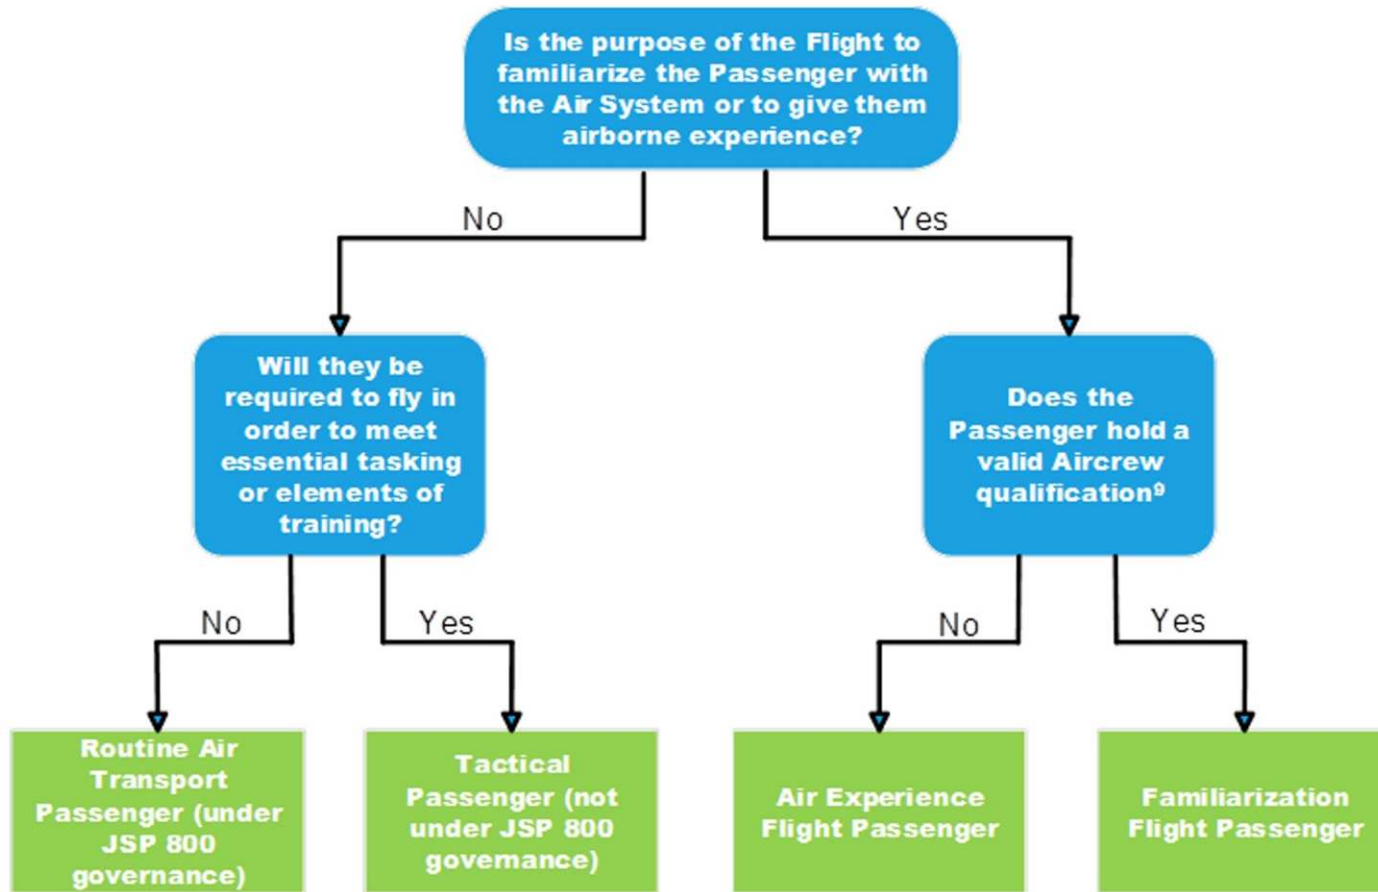 Is the purpose of the Flight to
familiarize the Passenger with
the Air System or to give them
airborne experience?
No
Yes
Will they be
required to fly in
order to meet
essential tasking
or elements of
training?
Does the
Passenger hold a
valid Aircrew
qualification⁹
No
Yes
No
Yes
Routine Air
Transport
Passenger (under
JSP 800
governance)
Tactical
Passenger (not
under JSP 800
governance)
Air Experience
Flight Passenger
Familiarization
Flight Passenger